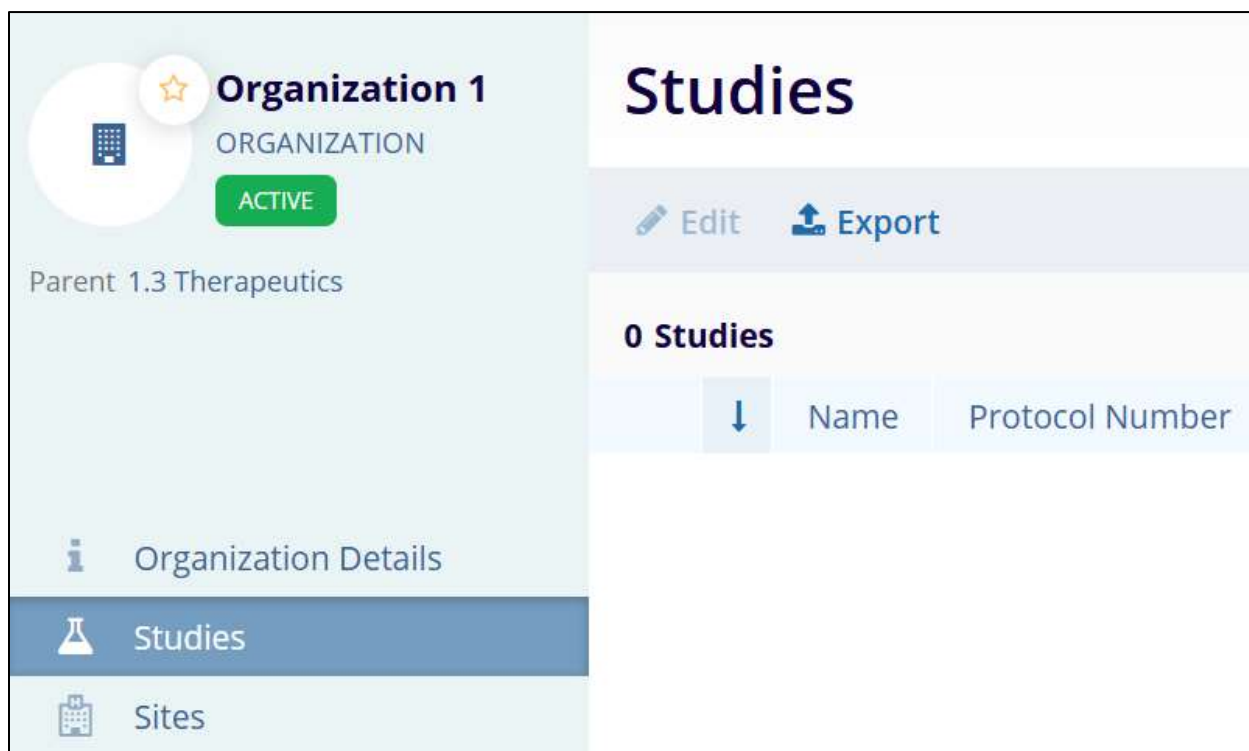 Organization 1
ORGANIZATION
ACTIVE
Parent 1.3 Therapeutics
Organization Details
Studies
Sites
Studies
Edit Export
0 Studies
Name Protocol Number